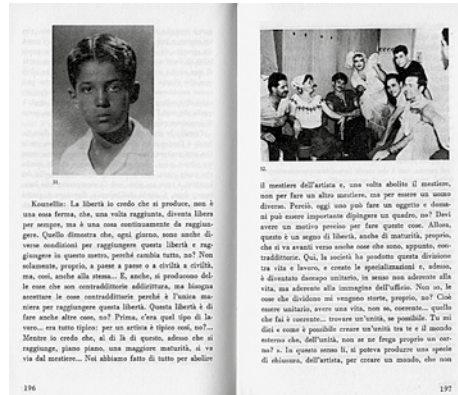 51.
Kounellis: La libertà io credo che si produce, non è
una cosa ferma, che, una volta raggiunta, diventa libera
per sempre, ma è una cosa continuamente da raggiun-
gere. Quello dimostra che, ogni giorno, sono anche di-
verse condizioni per raggiungere questa libertà e rag-
giungere in questo metro, perché cambia tutto, no? Non
solamente, proprio, a paese a paese o a civiltà a civiltà,
ma, così, anche alla stessa... E, anche, si producono del-
le cose che son contraddittorie addirittura, ma bisogna
accettare le cose contraddittorie perché è l'unica ma-
niera per raggiungere questa libertà. Questa libertà è di
fare anche altre cose, no? Prima, c'era quel tipo di la-
voro... era tutto tipico: per un artista è tipico così, no?...
Mentre io credo che, al di là di questo, adesso che si
raggiunge, piano piano, una maggiore maturità, si va
via dal mestiere... Noi abbiamo fatto di tutto per abolire
196
52.
il mestiere dell'artista e, una volta abolito il mestiere,
non per fare un altro mestiere, ma per essere un uomo
diverso. Perciò, oggi uno può fare un oggetto e doma-
ni può essere importante dipingere un quadro, no? Devi
avere un motivo preciso per fare queste cose. Allora,
questo è un segno di libertà, anche di maturità, proprio,
che si va avanti verso anche cose che sono, appunto, con-
traddittorie. Qui, la società ha prodotto questa divisione
tra vita e lavoro, e creato le specializzazioni e, adesso,
è diventato daccapo unitario, in senso non aderente alla
vita, ma aderente alla immagine dell'ufficio. Non so, le
cose che dividono mi vengono storte, proprio, no? Cioè
essere unitario, avere una vita, non so, coerente... quello
che fai è coerente... trovare un'unità, se possibile. Tu mi
dici « come è possibile creare un'unità tra te e il mondo
esterno che, dell'unità, non se ne frega proprio un cor-
no? ». In questo senso lì, si poteva produrre una specie
di chiusura, dell'artista, per creare un mondo, che non
197